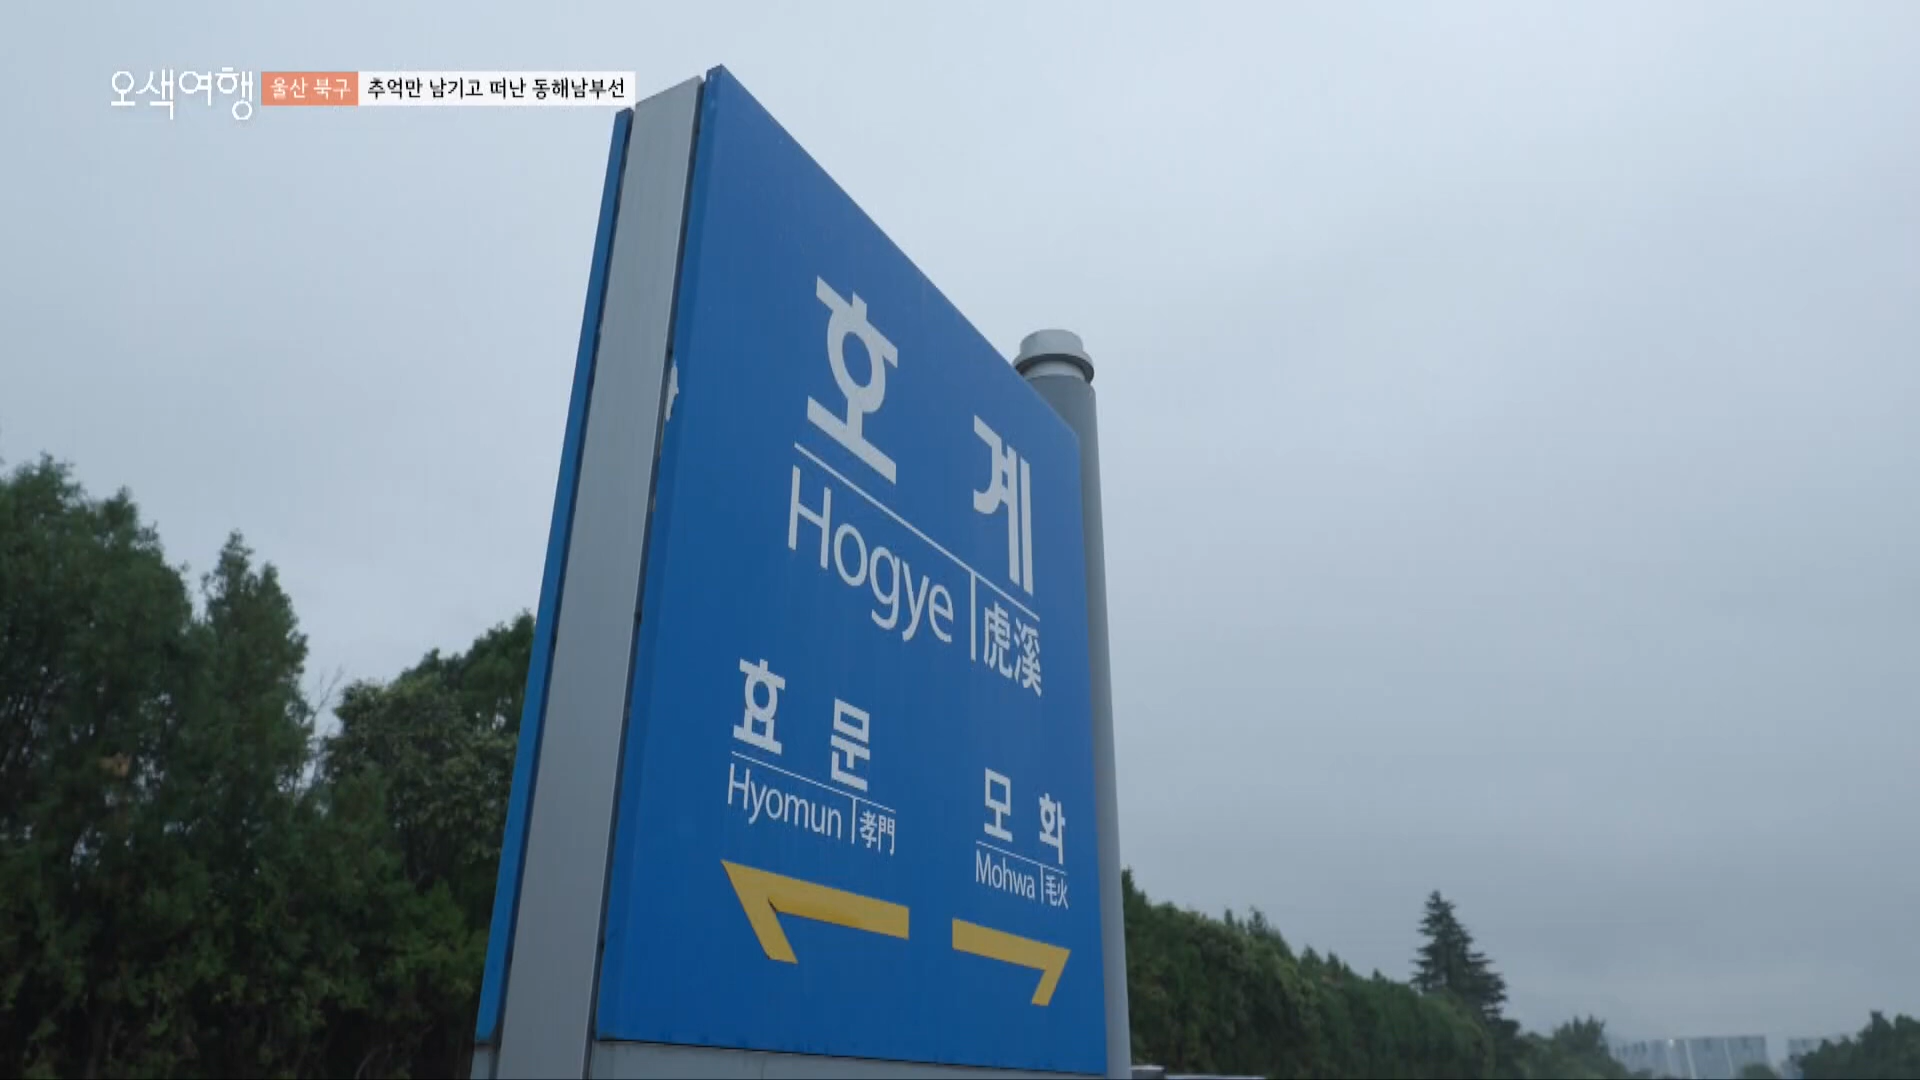 오색여행 울산 북구 추억만 남기고 떠난 동해남부선
호계
Hogye 虎溪
효문
Hyomun 孝門
모화
Mohwa 毛火